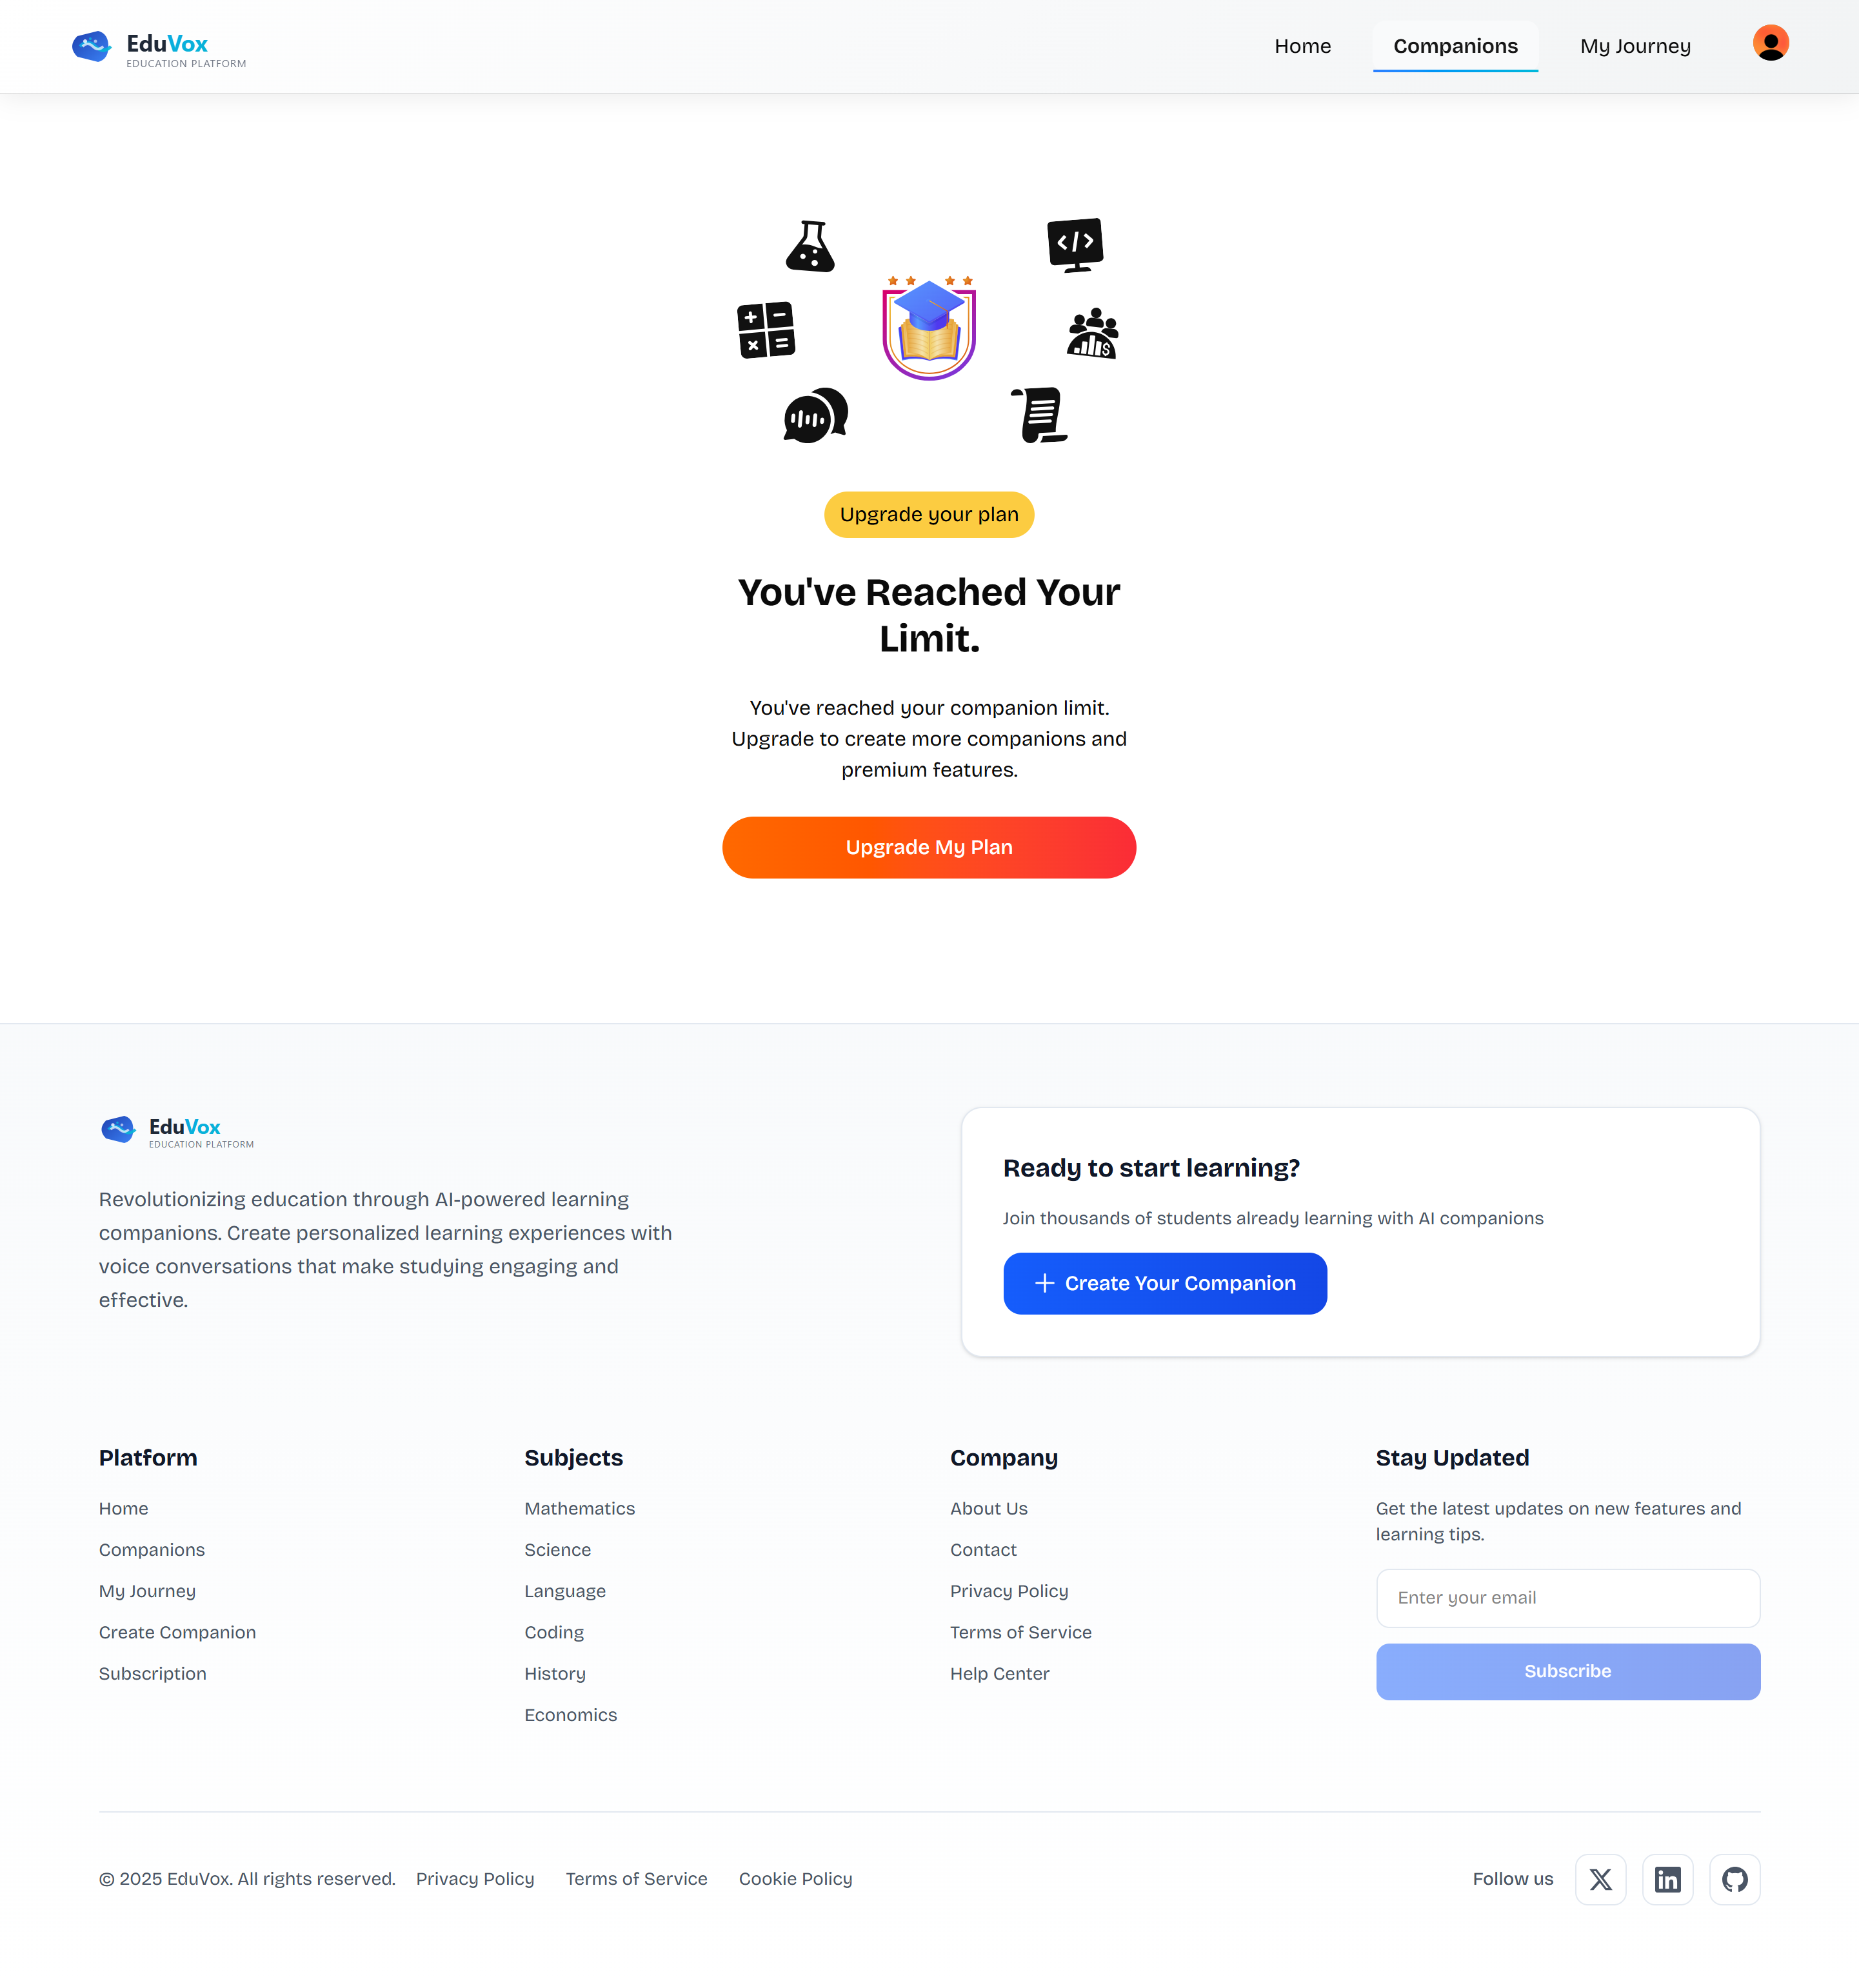 EduVox
EDUCATION PLATFORM
Home
Companions
My Journey
Upgrade your plan
You've Reached Your
Limit.
You've reached your companion limit.
Upgrade to create more companions and
premium features.
Upgrade My Plan
EduVox
EDUCATION PLATFORM
Revolutionizing education through AI-powered learning
companions. Create personalized learning experiences with
voice conversations that make studying engaging and
effective.
Ready to start learning?
Join thousands of students already learning with AI companions
Create Your Companion
Platform
Home
Companions
My Journey
Create Companion
Subscription
Subjects
Mathematics
Science
Language
Coding
History
Economics
Company
About Us
Contact
Privacy Policy
Terms of Service
Help Center
Stay Updated
Get the latest updates on new features and
learning tips.
Enter your email
Subscribe
© 2025 EduVox. All rights reserved.
Privacy Policy
Terms of Service
Cookie Policy
Follow us